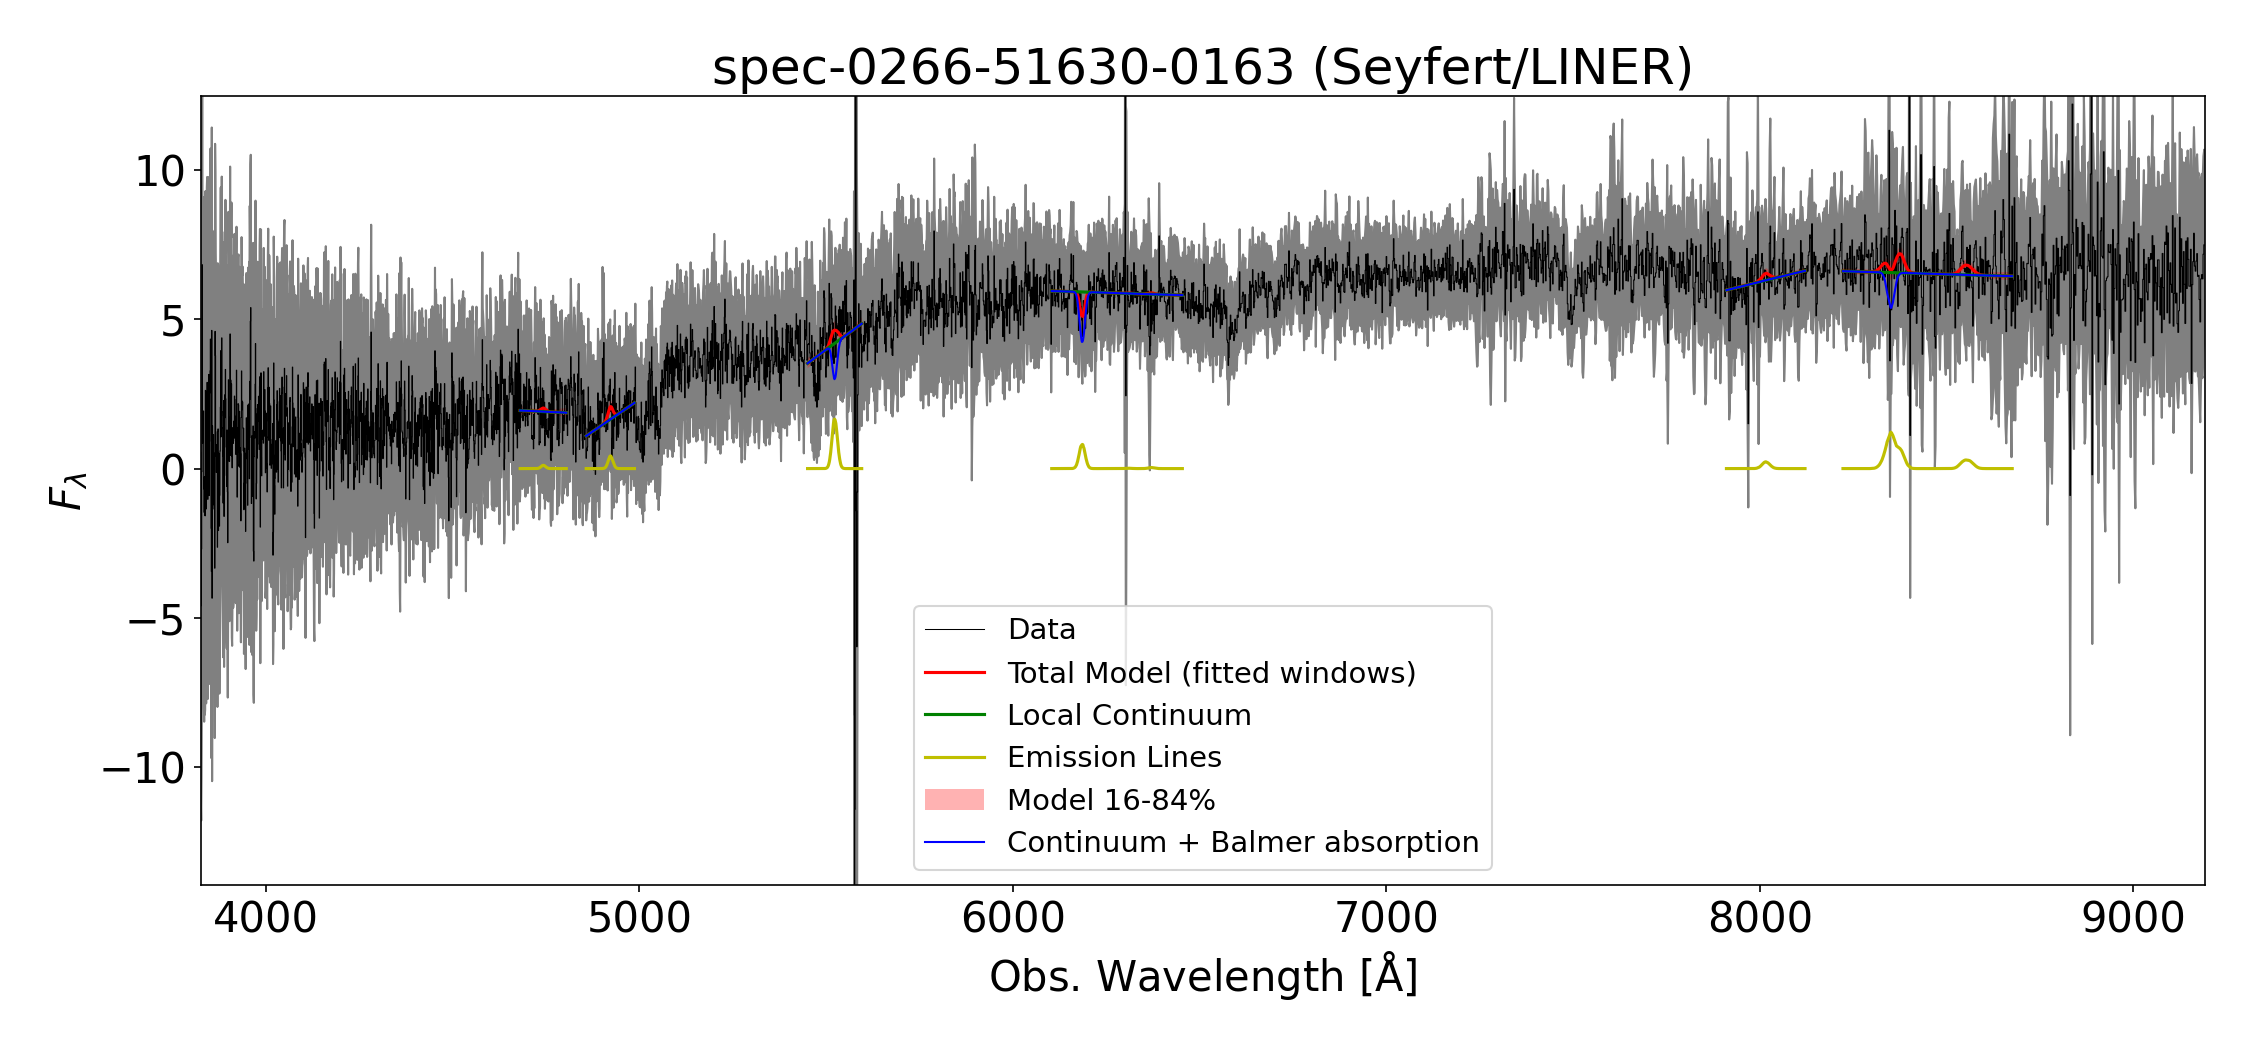 spec-0266-51630-0163 (Seyfert/LINER)
10
5
0
−5
−10
F_λ
Data
Total Model (fitted windows)
Local Continuum
Emission Lines
Model 16-84%
Continuum + Balmer absorption
4000 5000 6000 7000 8000 9000
Obs. Wavelength [Å]